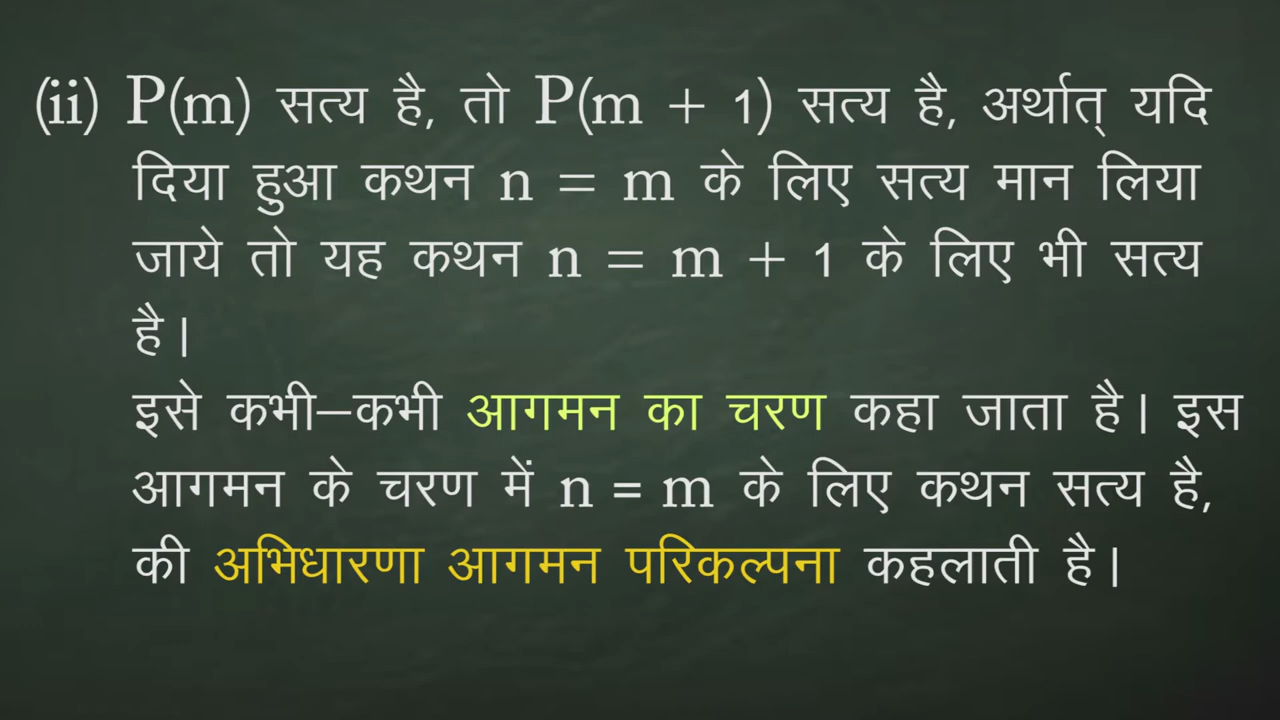 (ii) P(m) सत्य है, तो P(m + 1) सत्य है, अर्थात् यदि
दिया हुआ कथन n = m के लिए सत्य मान लिया
जाये तो यह कथन n = m + 1 के लिए भी सत्य
है।
इसे कभी–कभी आगमन का चरण कहा जाता है। इस
आगमन के चरण में n = m के लिए कथन सत्य है,
की अभिधारणा आगमन परिकल्पना कहलाती है।